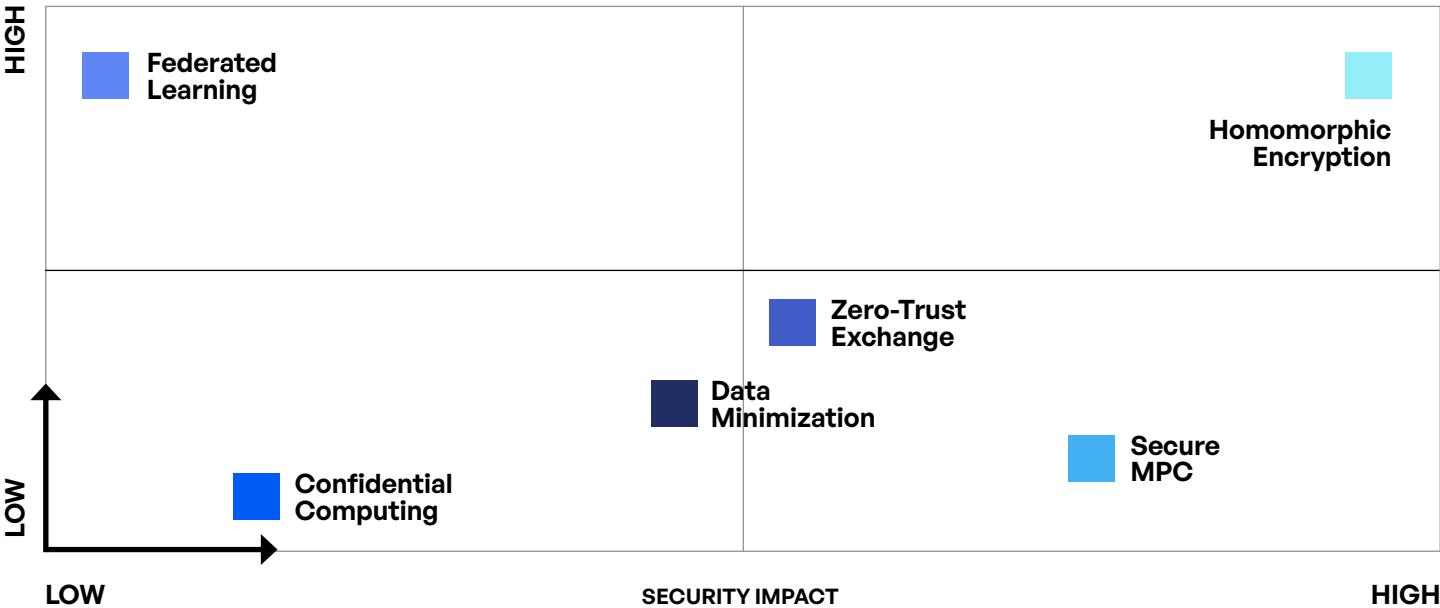 HIGH
Federated
Learning
Homomorphic
Encryption
Zero-Trust
Exchange
Data
Minimization
Secure
MPC
Confidential
Computing
LOW
LOW
SECURITY IMPACT
HIGH